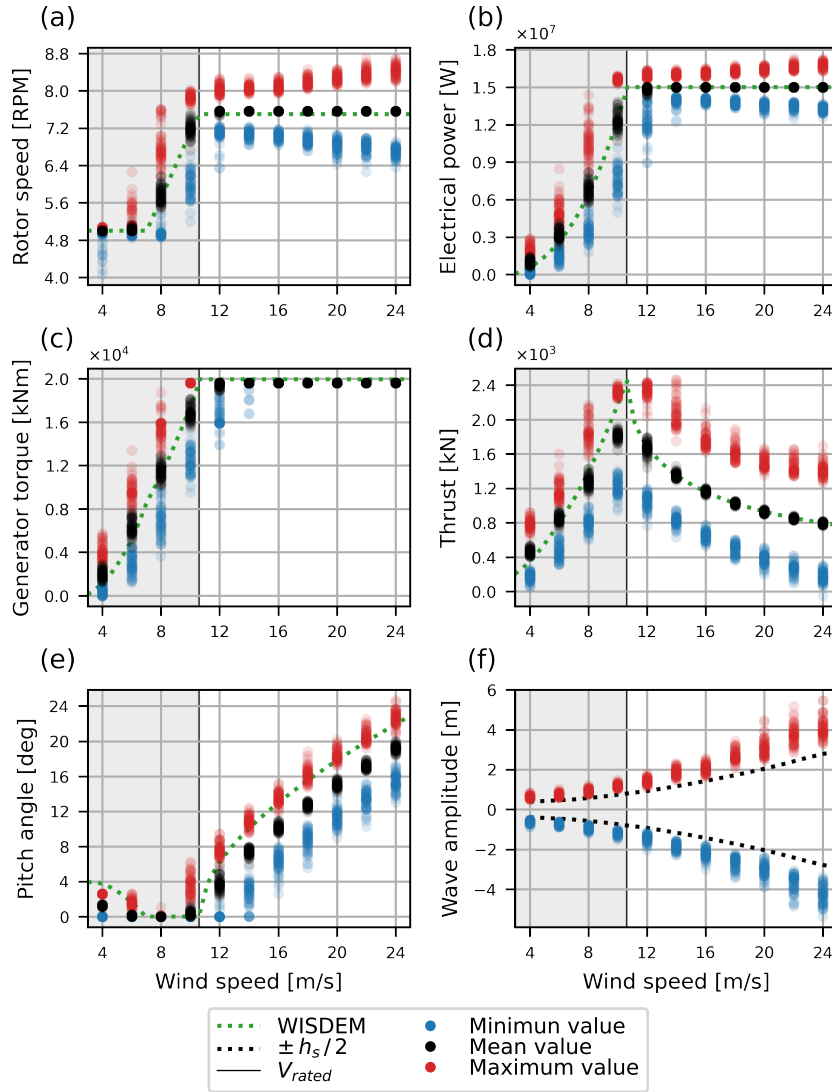 (a)
8.8
8.0
7.2
6.4
5.6
4.8
4.0
Rotor speed [RPM]
4 8 12 16 20 24
(b)
×10⁷
1.8
1.5
1.2
0.9
0.6
0.3
0.0
Electrical power [W]
4 8 12 16 20 24
(c)
×10⁴
2.0
1.6
1.2
0.8
0.4
0.0
Generator torque [kNm]
4 8 12 16 20 24
(d)
×10³
2.4
2.0
1.6
1.2
0.8
0.4
0.0
Thrust [kN]
4 8 12 16 20 24
(e)
24
20
16
12
8
4
0
Pitch angle [deg]
4 8 12 16 20 24
Wind speed [m/s]
(f)
6
4
2
0
−2
−4
Wave amplitude [m]
4 8 12 16 20 24
Wind speed [m/s]
WISDEM
± hₛ/2
V_rated
Minimun value
Mean value
Maximum value